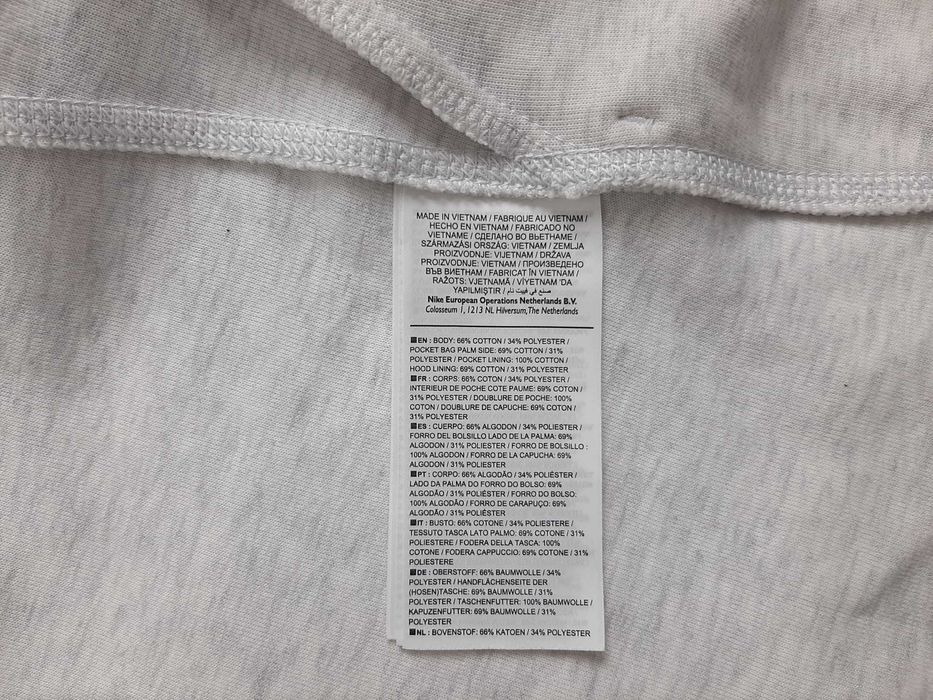 MADE IN VIETNAM / FABRIQUE AU VIETNAM /
HECHO EN VIETNAM / FABRICADO NO
VIETNAME / СДЕЛАНО ВО ВЬЕТНАМЕ /
SZÁRMAZÁSI ORSZÁG: VIETNAM / ZEMLJA
PROIZVODNJE: VIJETNAM / DRŽAVA
PROIZVODNJE: VIETNAM / ПРОИЗВЕДЕНО
ВЪВ ВИЕТНАМ / FABRICAT ÎN VIETNAM /
RAŽOTS: VJETNAMĀ / VİYETNAM 'DA
YAPILMIŞTIR / صنع في فييت نام
Nike European Operations Netherlands B.V.
Colosseum 1, 1213 NL Hilversum, The Netherlands
EN : BODY: 66% COTTON / 34% POLYESTER /
POCKET BAG PALM SIDE: 69% COTTON / 31%
POLYESTER / POCKET LINING: 100% COTTON /
HOOD LINING: 69% COTTON / 31% POLYESTER
FR : CORPS: 66% COTON / 34% POLYESTER /
INTERIEUR DE POCHE COTE PAUME: 69% COTON /
31% POLYESTER / DOUBLURE DE POCHE: 100%
COTON / DOUBLURE DE CAPUCHE: 69% COTON /
31% POLYESTER
ES : CUERPO: 66% ALGODON / 34% POLIESTER /
FORRO DEL BOLSILLO LADO DE LA PALMA: 69%
ALGODON / 31% POLIESTER / FORRO DE BOLSILLO :
100% ALGODON / FORRO DE LA CAPUCHA: 69%
ALGODON / 31% POLIESTER
PT : CORPO: 66% ALGODÃO / 34% POLIÉSTER /
LADO DA PALMA DO FORRO DO BOLSO: 69%
ALGODÃO / 31% POLIÉSTER / FORRO DO BOLSO:
100% ALGODÃO / FORRO DE CARAPUÇO: 69%
ALGODÃO / 31% POLIÉSTER
IT : BUSTO: 66% COTONE / 34% POLIESTERE /
TESSUTO TASCA LATO PALMO: 69% COTONE / 31%
POLIESTERE / FODERA DELLA TASCA: 100%
COTONE / FODERA CAPPUCCIO: 69% COTONE / 31%
POLIESTERE
DE : OBERSTOFF: 66% BAUMWOLLE / 34%
POLYESTER / HANDFLÄCHENSEITE DER
(HOSEN)TASCHE: 69% BAUMWOLLE / 31%
POLYESTER / TASCHENFUTTER: 100% BAUMWOLLE /
KAPUZENFUTTER: 69% BAUMWOLLE / 31%
POLYESTER
NL : BOVENSTOF: 66% KATOEN / 34% POLYESTER